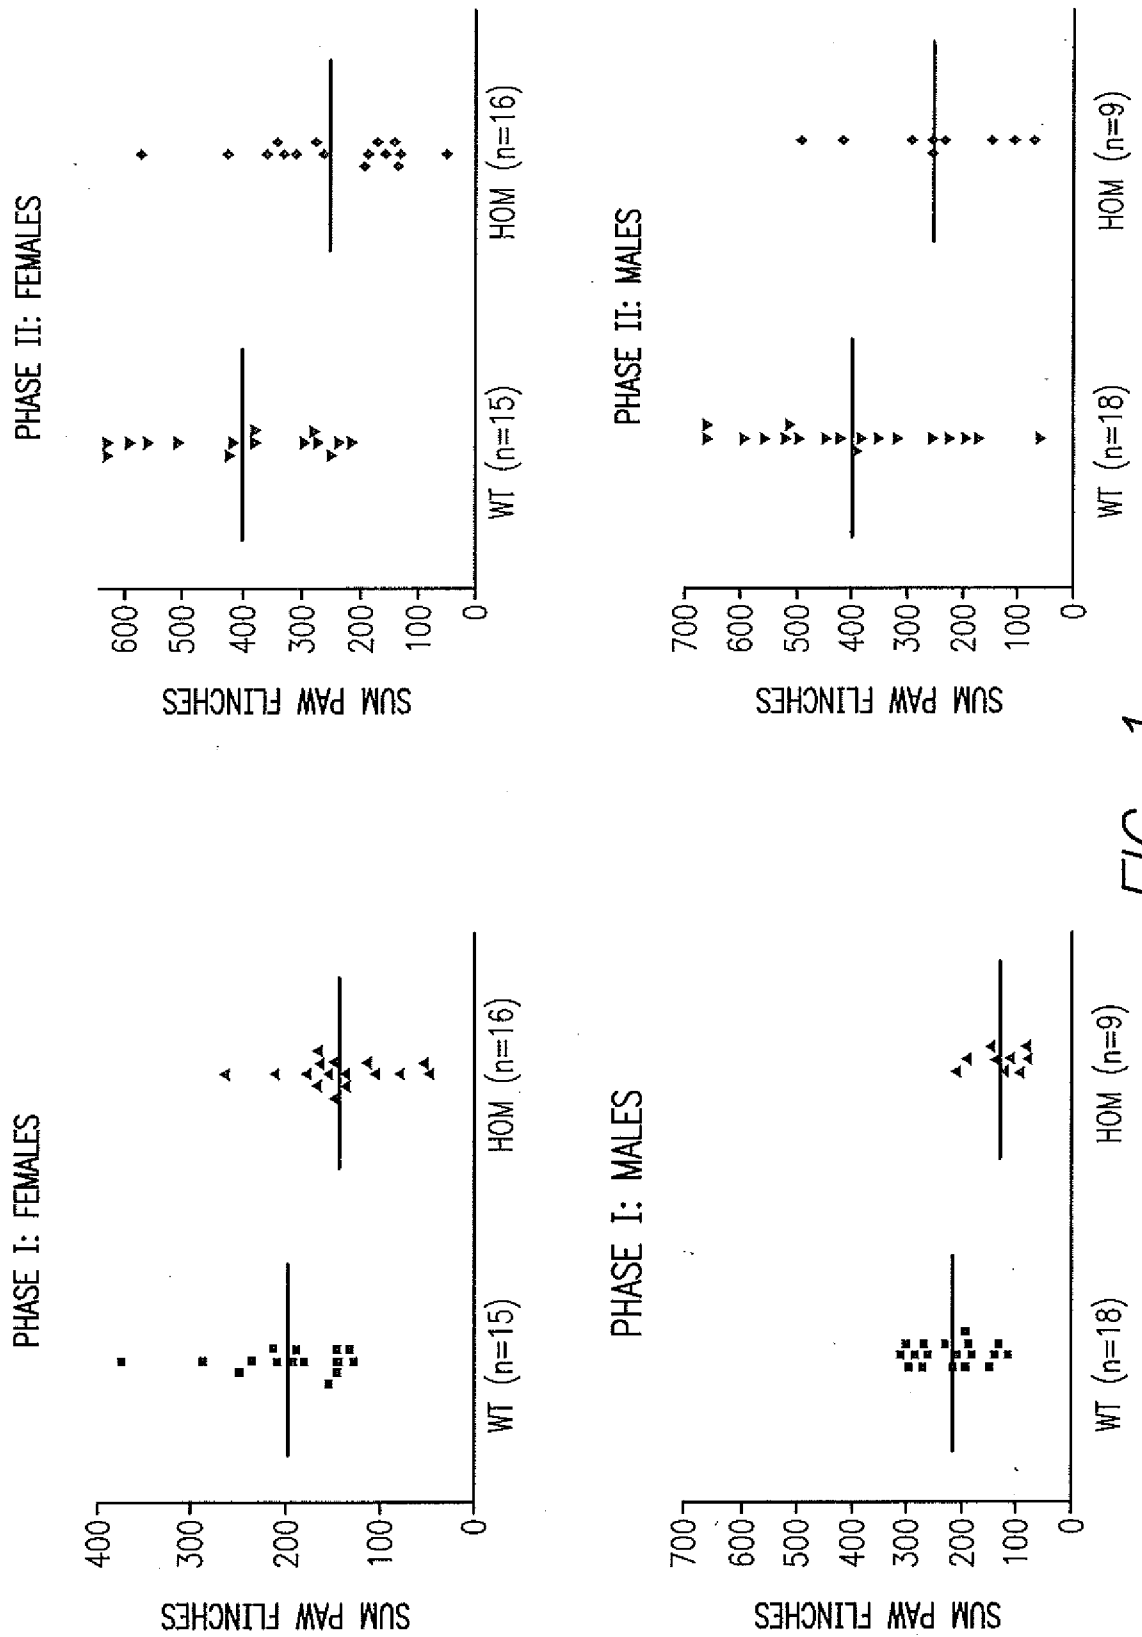 PHASE I: FEMALES
SUM PAW FLINCHES
400
300
200
100
0
WT (n=15)
HOM (n=16)
PHASE II: FEMALES
SUM PAW FLINCHES
600
500
400
300
200
100
0
WT (n=15)
HOM (n=16)
PHASE I: MALES
SUM PAW FLINCHES
700
600
500
400
300
200
100
0
WT (n=18)
HOM (n=9)
PHASE II: MALES
SUM PAW FLINCHES
700
600
500
400
300
200
100
0
WT (n=18)
HOM (n=9)
FIG. 1